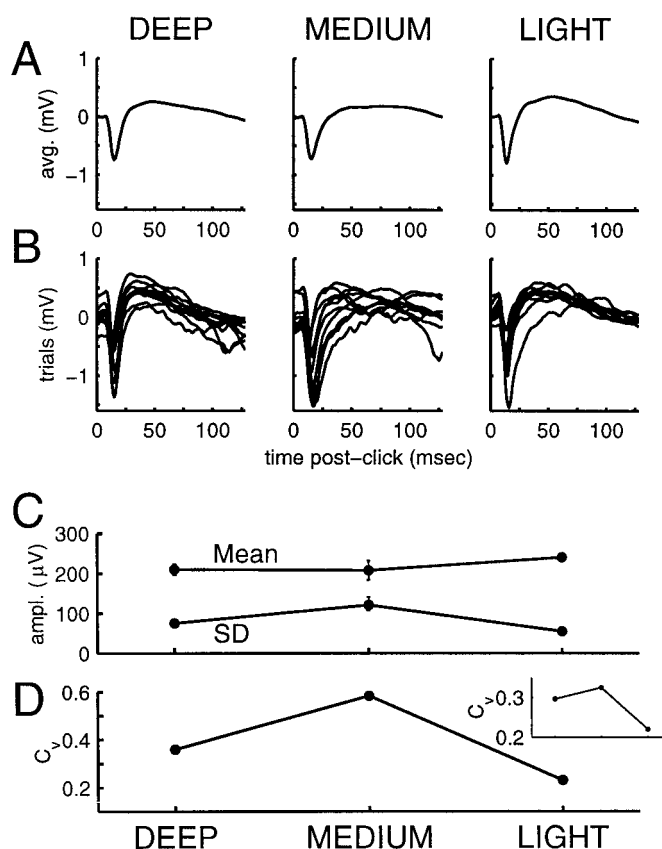 DEEP MEDIUM LIGHT
A
avg. (mV)
1
0
−1
0 50 100 0 50 100 0 50 100
B
trials (mV)
1
0
−1
0 50 100 0 50 100 0 50 100
time post−click (msec)
C
ampl. (μV)
300
200
100
0
Mean
SD
D
Cv
0.6
0.4
0.2
Cv
0.3
0.2
DEEP MEDIUM LIGHT